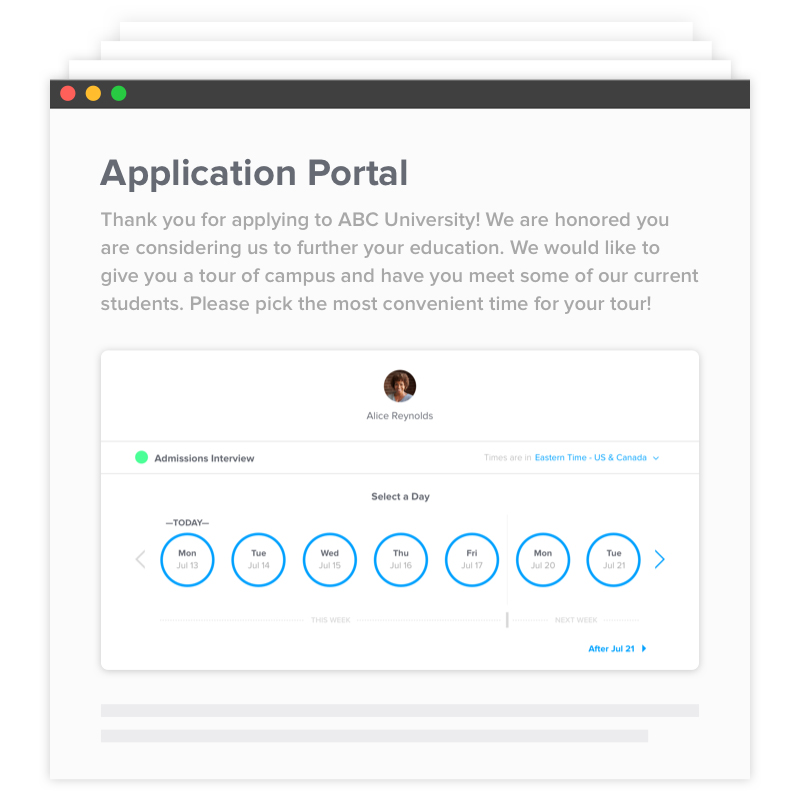 Application Portal
Thank you for applying to ABC University! We are honored you
are considering us to further your education. We would like to
give you a tour of campus and have you meet some of our current
students. Please pick the most convenient time for your tour!
Alice Reynolds
Admissions Interview
Times are in Eastern Time - US & Canada
Select a Day
—TODAY—
Mon Tue Wed Thu Fri Mon Tue
Jul 13 Jul 14 Jul 15 Jul 16 Jul 17 Jul 20 Jul 21
THIS WEEK NEXT WEEK
After Jul 21